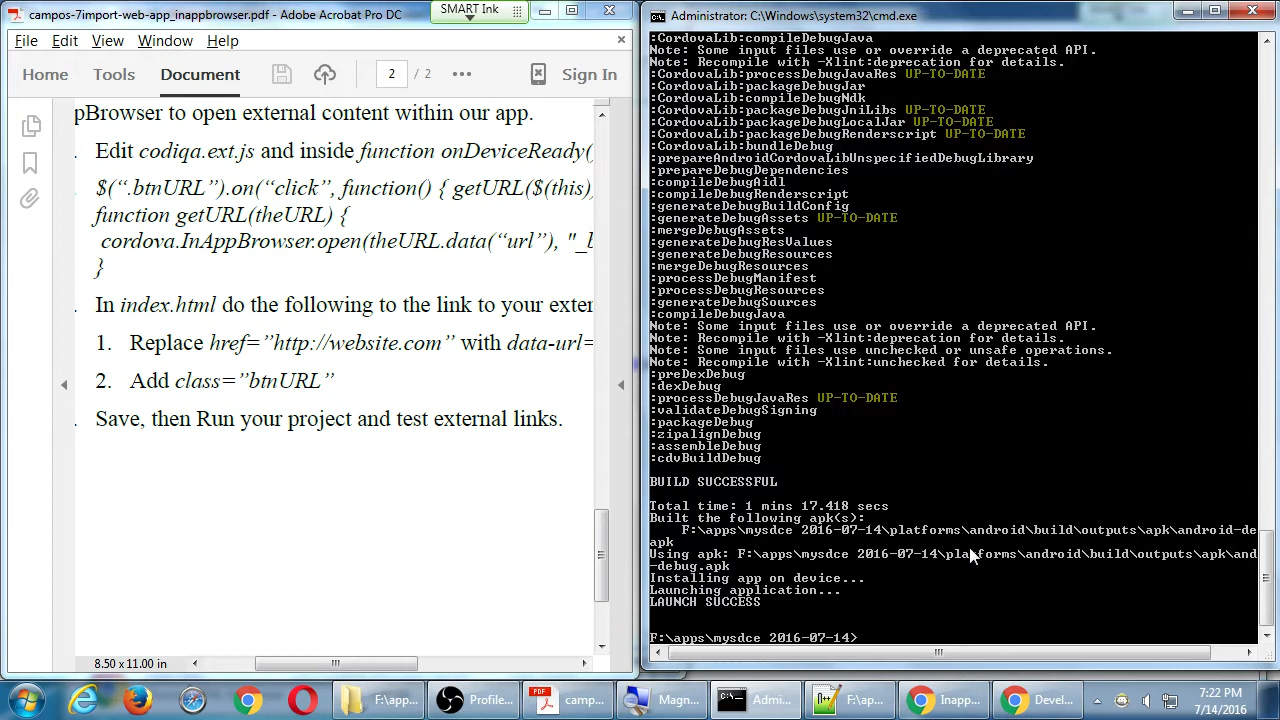 campos-7import-web-app_inappbrowser.pdf - Adobe Acrobat Pro DC
SMART Ink
File Edit View Window Help
Home Tools Document 2 / 2 Sign In
pBrowser to open external content within our app.
. Edit codiqa.ext.js and inside function onDeviceReady(
. $(“.btnURL”).on(“click”, function() { getURL($(this)
function getURL(theURL) {
cordova.InAppBrowser.open(theURL.data(“url”), "_b
}
. In index.html do the following to the link to your exter
1. Replace href=”http://website.com” with data-url=
2. Add class=”btnURL”
. Save, then Run your project and test external links.
8.50 x 11.00 in
Administrator: C:\Windows\system32\cmd.exe
:CordovaLib:compileDebugJava
Note: Some input files use or override a deprecated API.
Note: Recompile with -Xlint:deprecation for details.
:CordovaLib:processDebugJavaRes UP-TO-DATE
:CordovaLib:packageDebugJar
:CordovaLib:compileDebugNdk
:CordovaLib:packageDebugJniLibs UP-TO-DATE
:CordovaLib:packageDebugLocalJar UP-TO-DATE
:CordovaLib:packageDebugRenderscript UP-TO-DATE
:CordovaLib:bundleDebug
:prepareAndroidCordovaLibUnspecifiedDebugLibrary
:prepareDebugDependencies
:compileDebugAidl
:compileDebugRenderscript
:generateDebugBuildConfig
:generateDebugAssets UP-TO-DATE
:mergeDebugAssets
:generateDebugResValues
:generateDebugResources
:mergeDebugResources
:processDebugManifest
:processDebugResources
:generateDebugSources
:compileDebugJava
Note: Some input files use or override a deprecated API.
Note: Recompile with -Xlint:deprecation for details.
Note: Some input files use unchecked or unsafe operations.
Note: Recompile with -Xlint:unchecked for details.
:preDexDebug
:dexDebug
:processDebugJavaRes UP-TO-DATE
:validateDebugSigning
:packageDebug
:zipalignDebug
:assembleDebug
:cdvBuildDebug
BUILD SUCCESSFUL
Total time: 1 mins 17.418 secs
Built the following apk(s):
F:\apps\mysdce 2016-07-14\platforms\android\build\outputs\apk\android-de
apk
Using apk: F:\apps\mysdce 2016-07-14\platforms\android\build\outputs\apk\and
-debug.apk
Installing app on device...
Launching application...
LAUNCH SUCCESS
F:\apps\mysdce 2016-07-14>
F:\app... Profile... camp... Magn... Admi... F:\ap... Inapp... Devel...
7:22 PM
7/14/2016